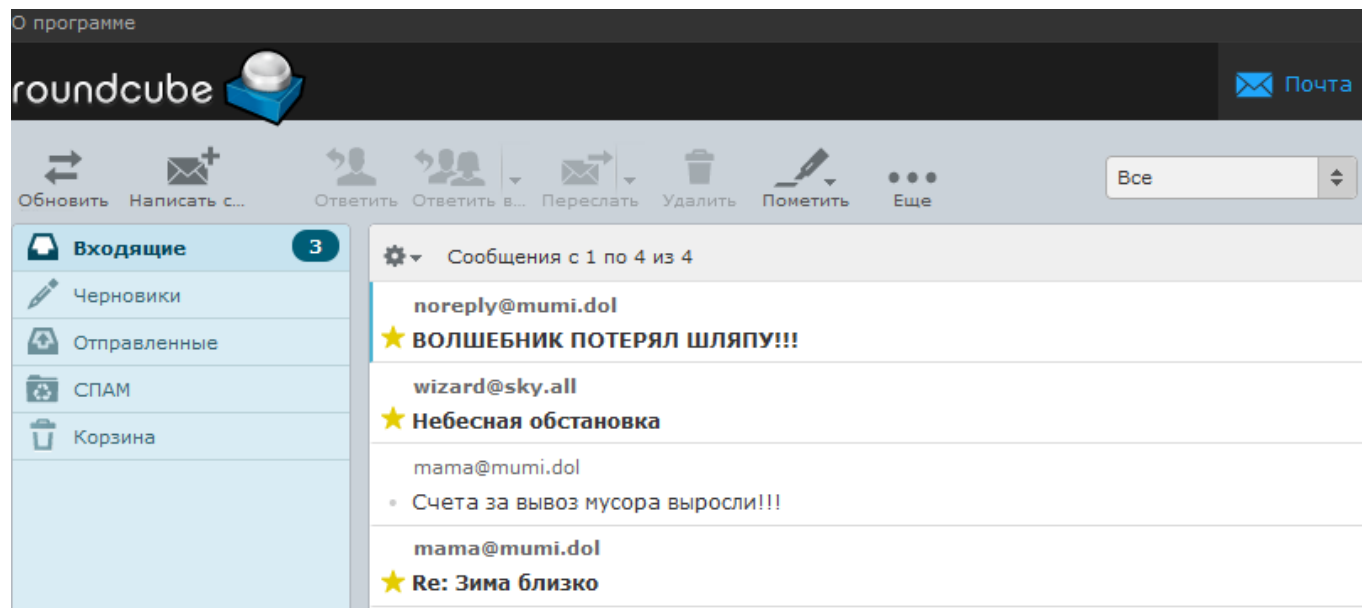 О программе
roundcube
Почта
Обновить Написать с... Ответить Ответить в... Переслать Удалить Пометить Еще
Все
Входящие 3
Черновики
Отправленные
СПАМ
Корзина
Сообщения с 1 по 4 из 4
noreply@mumi.dol
ВОЛШЕБНИК ПОТЕРЯЛ ШЛЯПУ!!!
wizard@sky.all
Небесная обстановка
mama@mumi.dol
Счета за вывоз мусора выросли!!!
mama@mumi.dol
Re: Зима близко